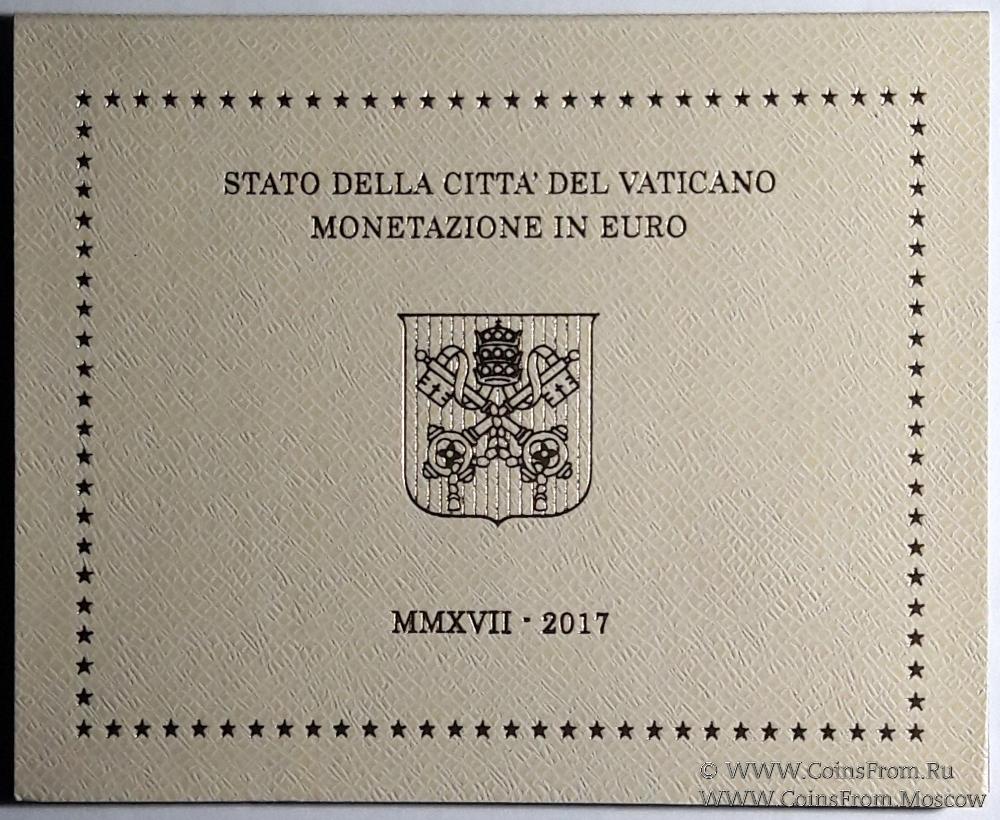 STATO DELLA CITTA' DEL VATICANO
MONETAZIONE IN EURO
MMXVII - 2017
© WWW.CoinsFrom.Ru
WWW.CoinsFrom.Moscow